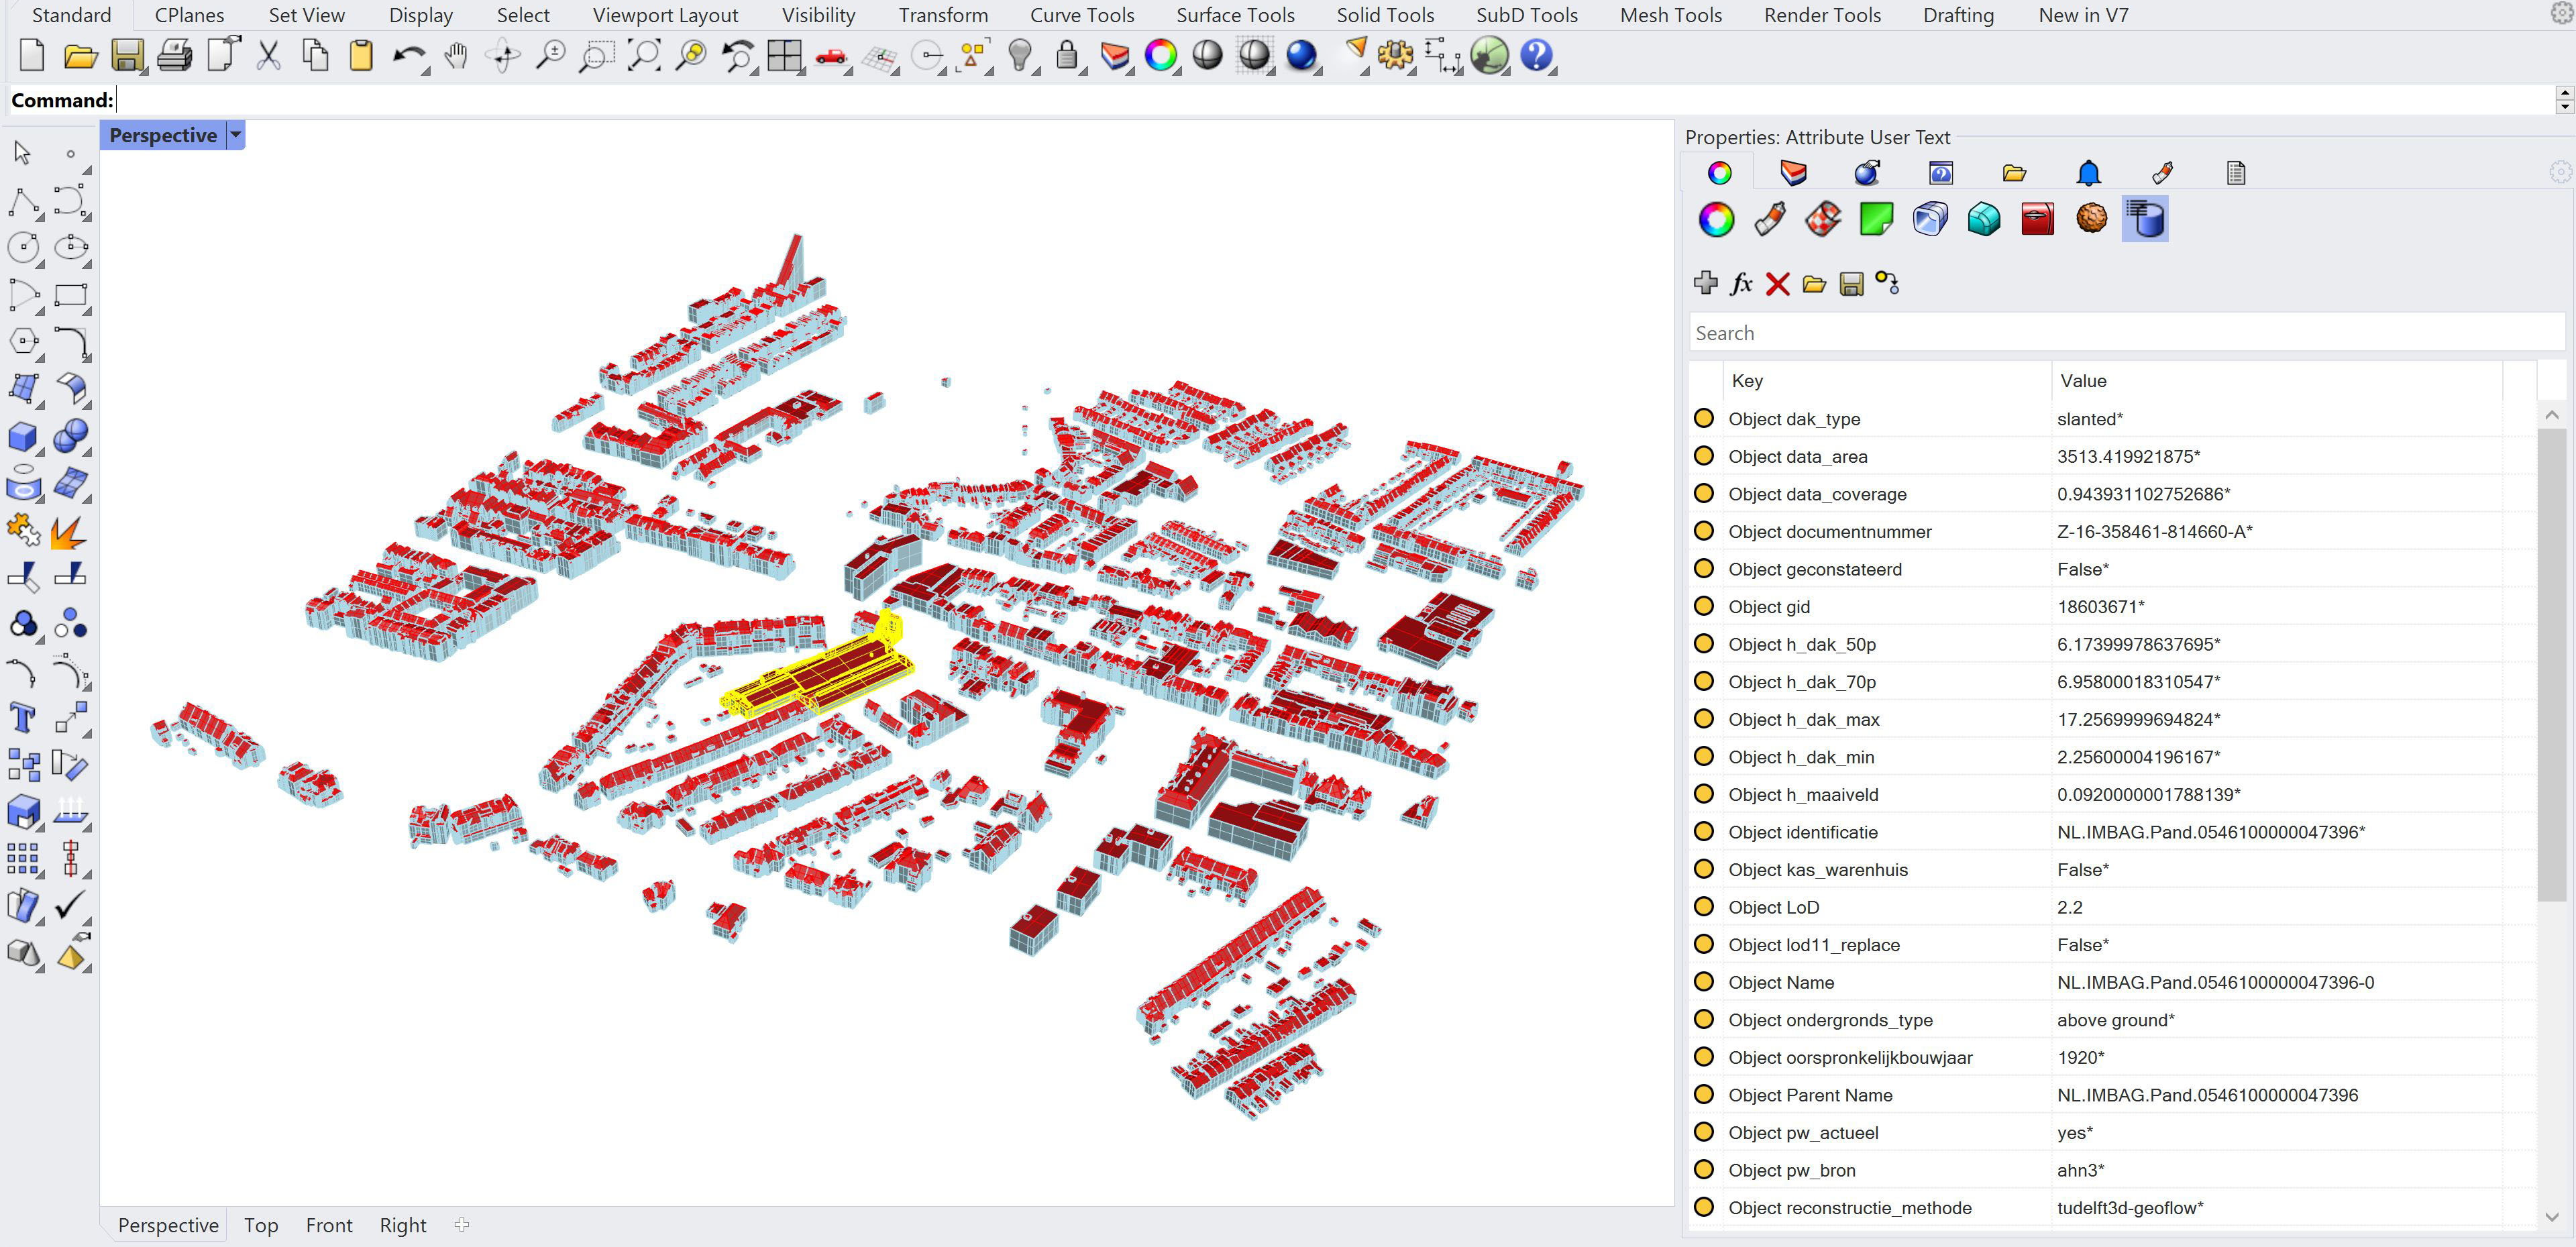 Standard CPlanes Set View Display Select Viewport Layout Visibility Transform Curve Tools Surface Tools Solid Tools SubD Tools Mesh Tools Render Tools Drafting New in V7
Command:
Perspective
Properties: Attribute User Text
fx
Search
Key Value
Object dak_type slanted*
Object data_area 3513.419921875*
Object data_coverage 0.943931102752686*
Object documentnummer Z-16-358461-814660-A*
Object geconstateerd False*
Object gid 18603671*
Object h_dak_50p 6.17399978637695*
Object h_dak_70p 6.95800018310547*
Object h_dak_max 17.2569999694824*
Object h_dak_min 2.25600004196167*
Object h_maaiveld 0.0920000001788139*
Object identificatie NL.IMBAG.Pand.0546100000047396*
Object kas_warenhuis False*
Object LoD 2.2
Object lod11_replace False*
Object Name NL.IMBAG.Pand.0546100000047396-0
Object ondergronds_type above ground*
Object oorspronkelijkbouwjaar 1920*
Object Parent Name NL.IMBAG.Pand.0546100000047396
Object pw_actueel yes*
Object pw_bron ahn3*
Object reconstructie_methode tudelft3d-geoflow*
Perspective Top Front Right